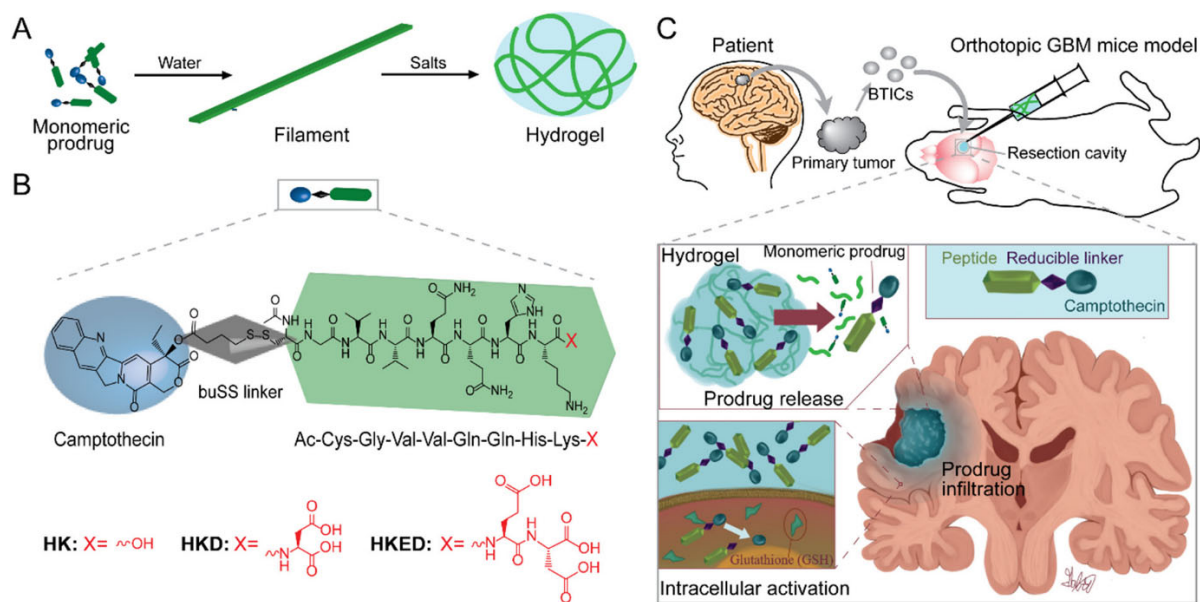 A
Water
Salts
Monomeric
prodrug
Filament
Hydrogel
B
N
N
O
O
O
O
O
S-S
buSS linker
Camptothecin
NH
O
H
N
O
N
H
O
H
N
O
NH2
N
H
O
NH2
O
H
N
N
NH
O
N
H
O
X
NH2
Ac-Cys-Gly-Val-Val-Gln-Gln-His-Lys-X
HK: X= ~OH
HKD: X=
N
H
O
OH
OH
O
HKED: X=
N
H
O
OH
O
H
N
O
OH
OH
O
C
Patient
Primary tumor
BTICs
Orthotopic GBM mice model
Resection cavity
Hydrogel
Monomeric prodrug
Prodrug release
Peptide Reducible linker
Camptothecin
Glutathione (GSH)
Intracellular activation
Prodrug
infiltration